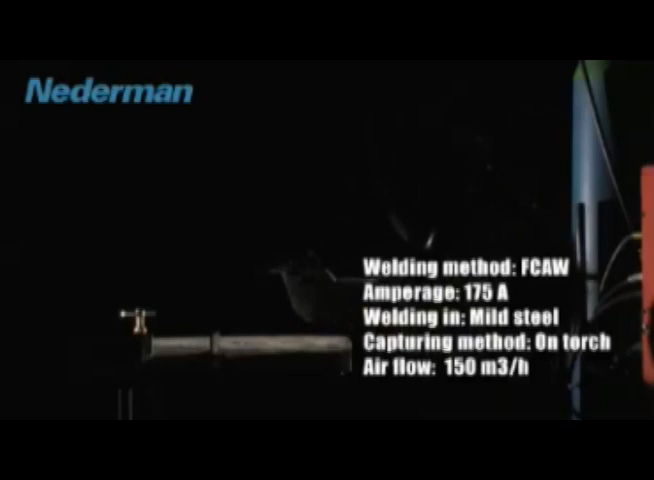 Nederman
Welding method: FCAW
Amperage: 175 A
Welding in: Mild steel
Capturing method: On torch
Air flow: 150 m3/h